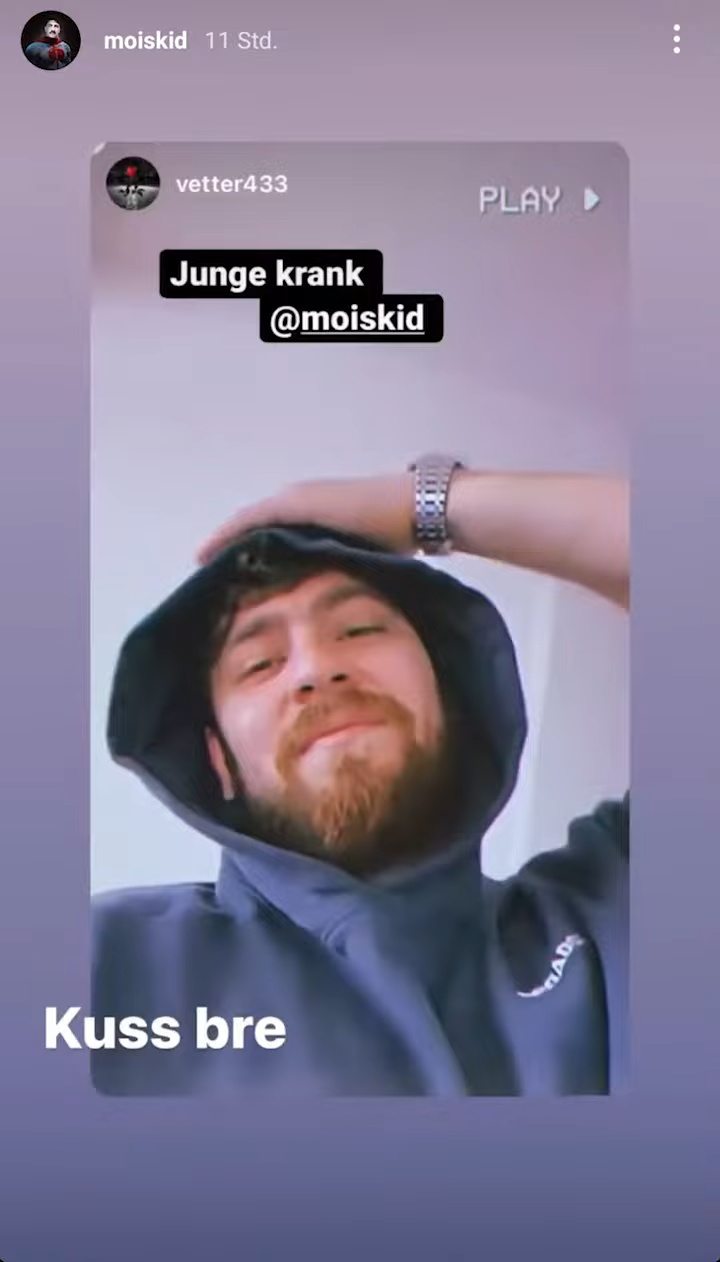 moiskid 11 Std.
vetter433
PLAY
Junge krank
@moiskid
Kuss bre